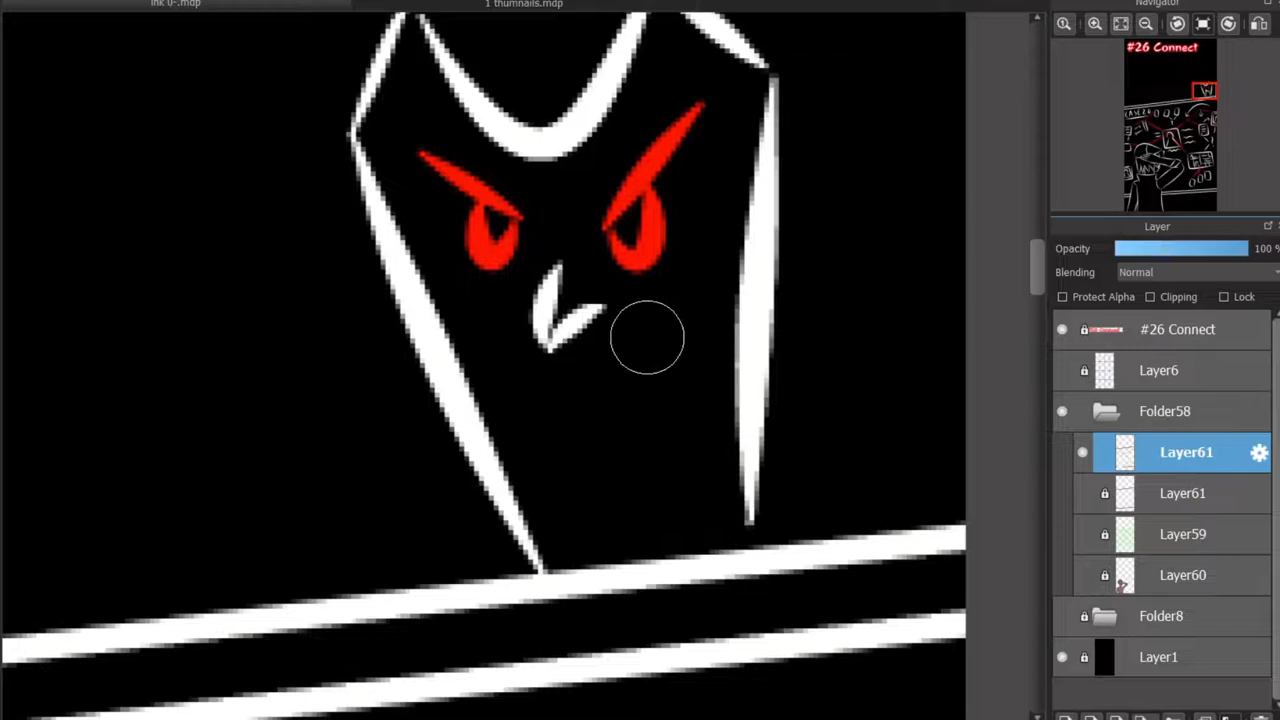 ink 0-.mdp
1 thumnails.mdp
Navigator
#26 Connect
Layer
Opacity 100 %
Blending Normal
Protect Alpha Clipping Lock
#26 Connect
Layer6
Folder58
Layer61
Layer61
Layer59
Layer60
Folder8
Layer1